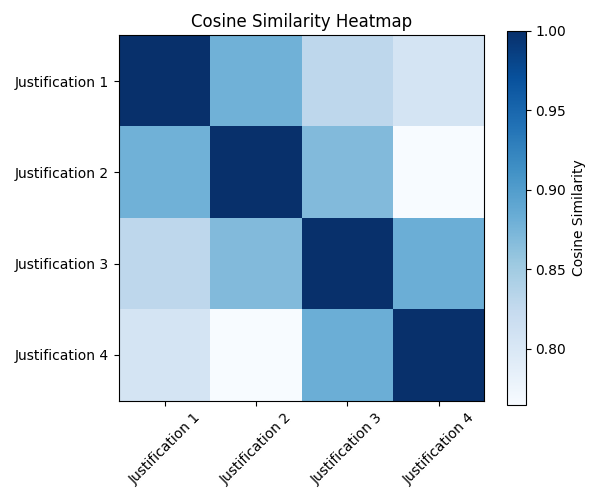 Cosine Similarity Heatmap
Justification 1
Justification 2
Justification 3
Justification 4
Justification 1
Justification 2
Justification 3
Justification 4
1.00
0.95
0.90
0.85
0.80
Cosine Similarity